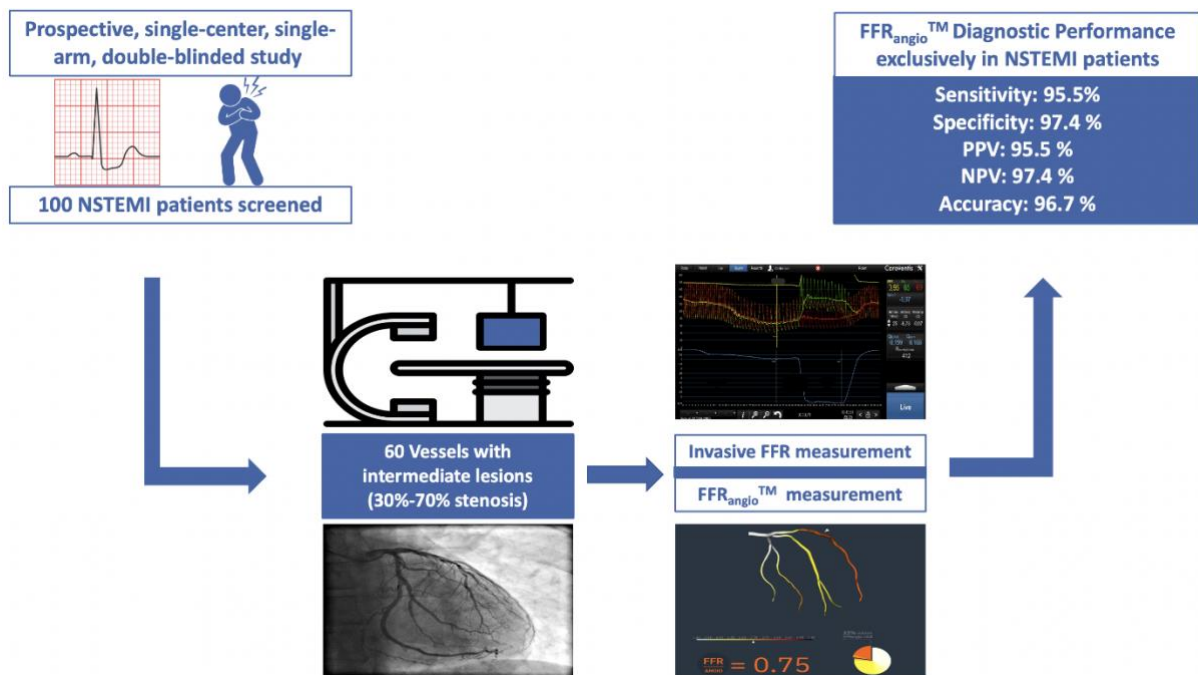 Prospective, single-center, single-
arm, double-blinded study
100 NSTEMI patients screened
60 Vessels with
intermediate lesions
(30%-70% stenosis)
Live
Invasive FFR measurement
FFRangio™ measurement
FFR
ANGIO
= 0.75
FFRangio™ Diagnostic Performance
exclusively in NSTEMI patients
Sensitivity: 95.5%
Specificity: 97.4 %
PPV: 95.5 %
NPV: 97.4 %
Accuracy: 96.7 %